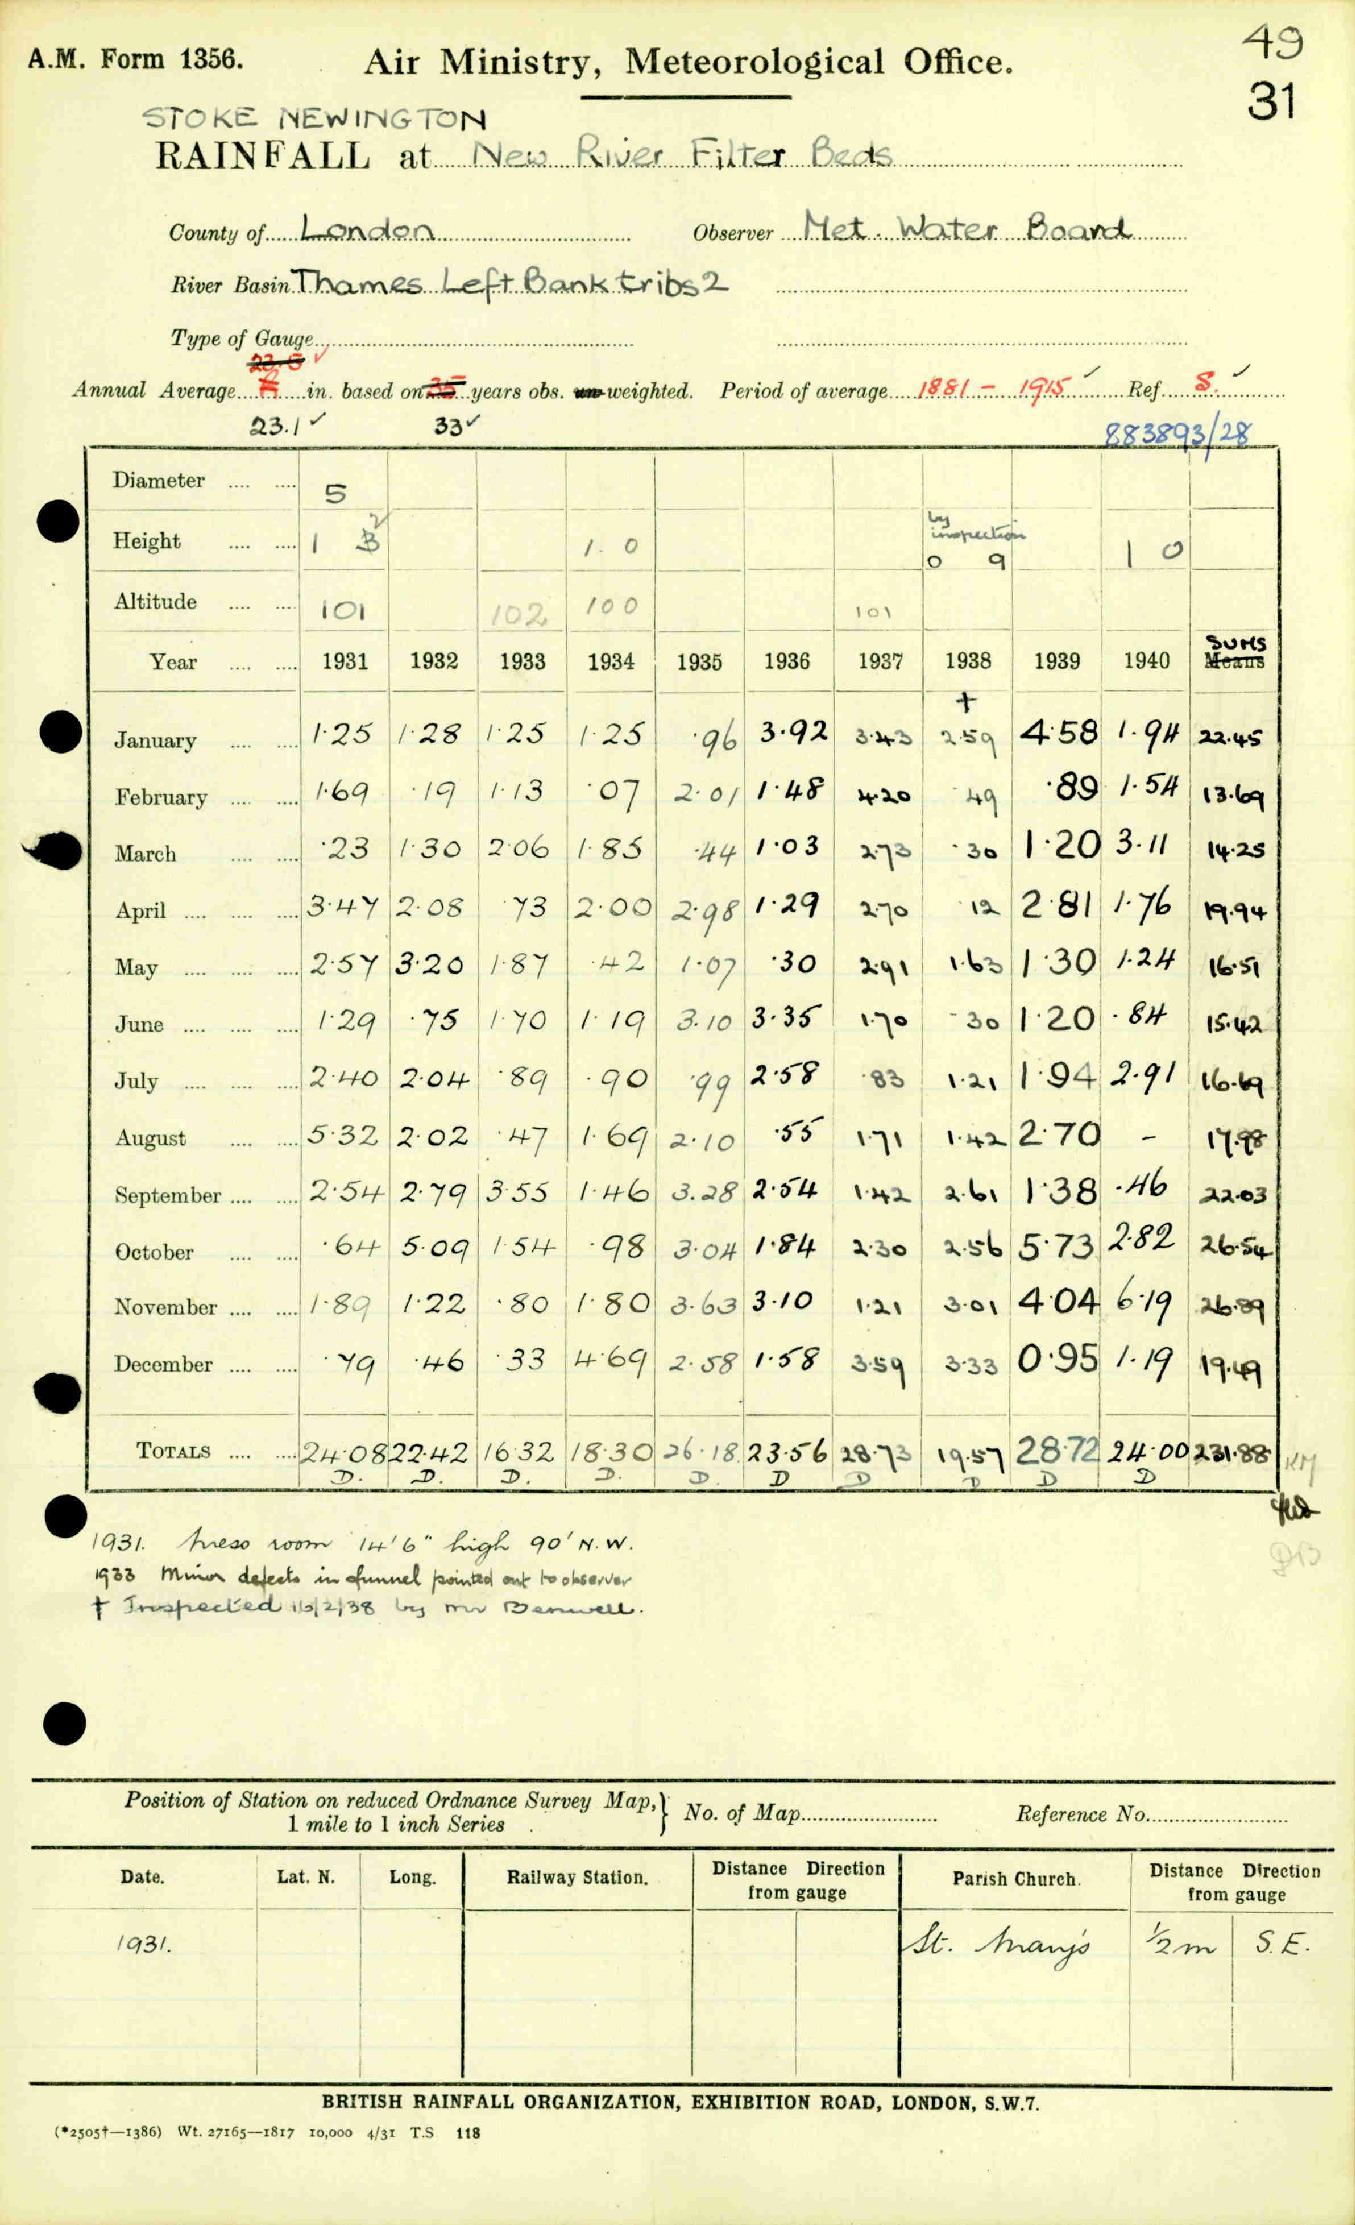 A.M. Form 1356. Air Ministry, Meteorological Office. 49
31
STOKE NEWINGTON
RAINFALL at New River Filter Beds
County of London Observer Met. Water Board
River Basin Thames Left Bank tribs 2
Type of Gauge
23.5 ✓
Annual Average in. based on 35 years obs. un-weighted. Period of average 1881 - 1915 ✓ Ref. S. ✓
23.1 ✓ 33 ✓
883893/28
Diameter .... .... 5
Height .... .... 1 B 2 1. 0 by inspection 0 9 1 0
Altitude .... .... 101 102 100 101
Year .... .... 1931 1932 1933 1934 1935 1936 1937 1938 1939 1940 SUMS Means
+
January .... .... 1.25 1.28 1.25 1.25 .96 3.92 3.43 2.59 4.58 1.94 22.45
February .... .... 1.69 .19 1.13 .07 2.01 1.48 4.20 .49 .89 1.54 13.69
March .... .... .23 1.30 2.06 1.85 .44 1.03 2.73 .30 1.20 3.11 14.25
April .... .... .... 3.47 2.08 .73 2.00 2.98 1.29 2.70 .12 2.81 1.76 19.94
May .... .... .... 2.57 3.20 1.87 .42 1.07 .30 2.91 1.63 1.30 1.24 16.51
June .... .... .... 1.29 .75 1.70 1.19 3.10 3.35 1.70 .30 1.20 .84 15.42
July .... .... .... 2.40 2.04 .89 .90 .99 2.58 .83 1.21 1.94 2.91 16.69
August .... .... 5.32 2.02 .47 1.69 2.10 .55 1.71 1.42 2.70 - 17.98
September .... .... 2.54 2.79 3.55 1.46 3.28 2.54 1.42 2.61 1.38 .46 22.03
October .... .... .64 5.09 1.54 .98 3.04 1.84 2.30 2.56 5.73 2.82 26.54
November .... .... 1.89 1.22 .80 1.80 3.63 3.10 1.21 3.01 4.04 6.19 26.89
December .... .... .79 .46 .33 4.69 2.58 1.58 3.59 3.33 0.95 1.19 19.49
TOTALS .... .... 24.08 22.42 16.32 18.30 26.18 23.56 28.73 19.57 28.72 24.00 231.88 KM
D. D. D. D. D. D D D D D
DB
1931. Mess room 14'6" high 90' N.W.
1933 Minor defects in funnel pointed out to observer
† Inspected 16/2/38 by Mr Benwell.
Position of Station on reduced Ordnance Survey Map, } No. of Map Reference No.
1 mile to 1 inch Series
Date. Lat. N. Long. Railway Station. Distance Direction from gauge Parish Church. Distance Direction from gauge
1931. St. Mary's 1/2 m S.E.
BRITISH RAINFALL ORGANIZATION, EXHIBITION ROAD, LONDON, S.W.7.
(*2505†—1386) Wt. 27165—1817 10,000 4/31 T.S 118